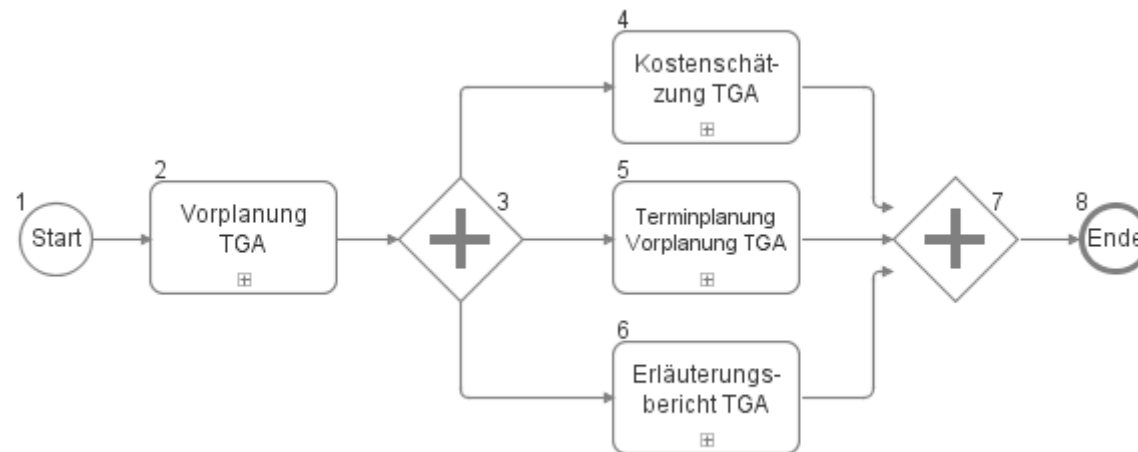 1
Start
2
Vorplanung
TGA
3
4
Kostenschät-
zung TGA
5
Terminplanung
Vorplanung TGA
6
Erläuterungs-
bericht TGA
7
8
Ende